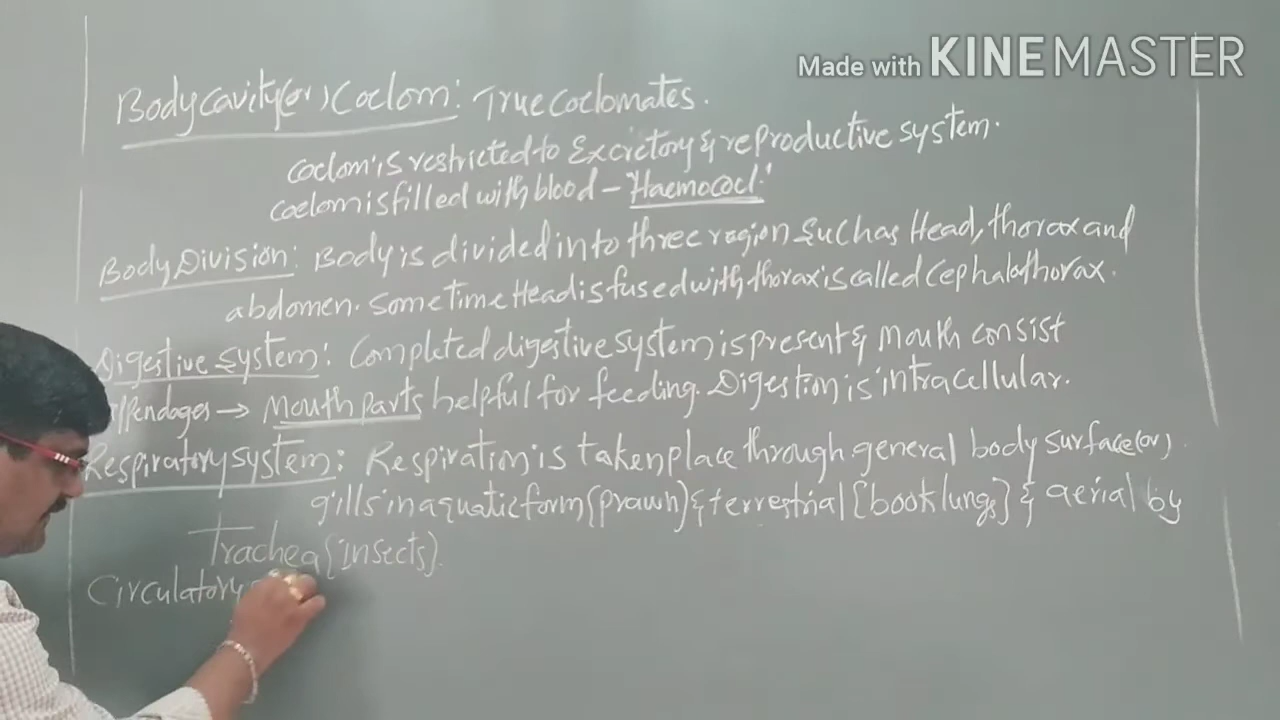 Made with KINEMASTER
Body cavity (or) Coelom: True Coelomates.
Coelom is restricted to Excretory & reproductive system.
Coelom is filled with blood - "Haemocoel."
Body Division: Body is divided into three region such as Head, thorax and
abdomen. Sometime Head is fused with thorax is called Cephalothorax.
Digestive system: Completed digestive system is present & Mouth consist
Appendages → Mouth parts helpful for feeding. Digestion is intracellular.
Respiratory system: Respiration is taken place through general body surface (or)
gills in aquatic form {prawn} & terrestrial [book lungs] & aerial by
Trachea {insects}.
Circulatory